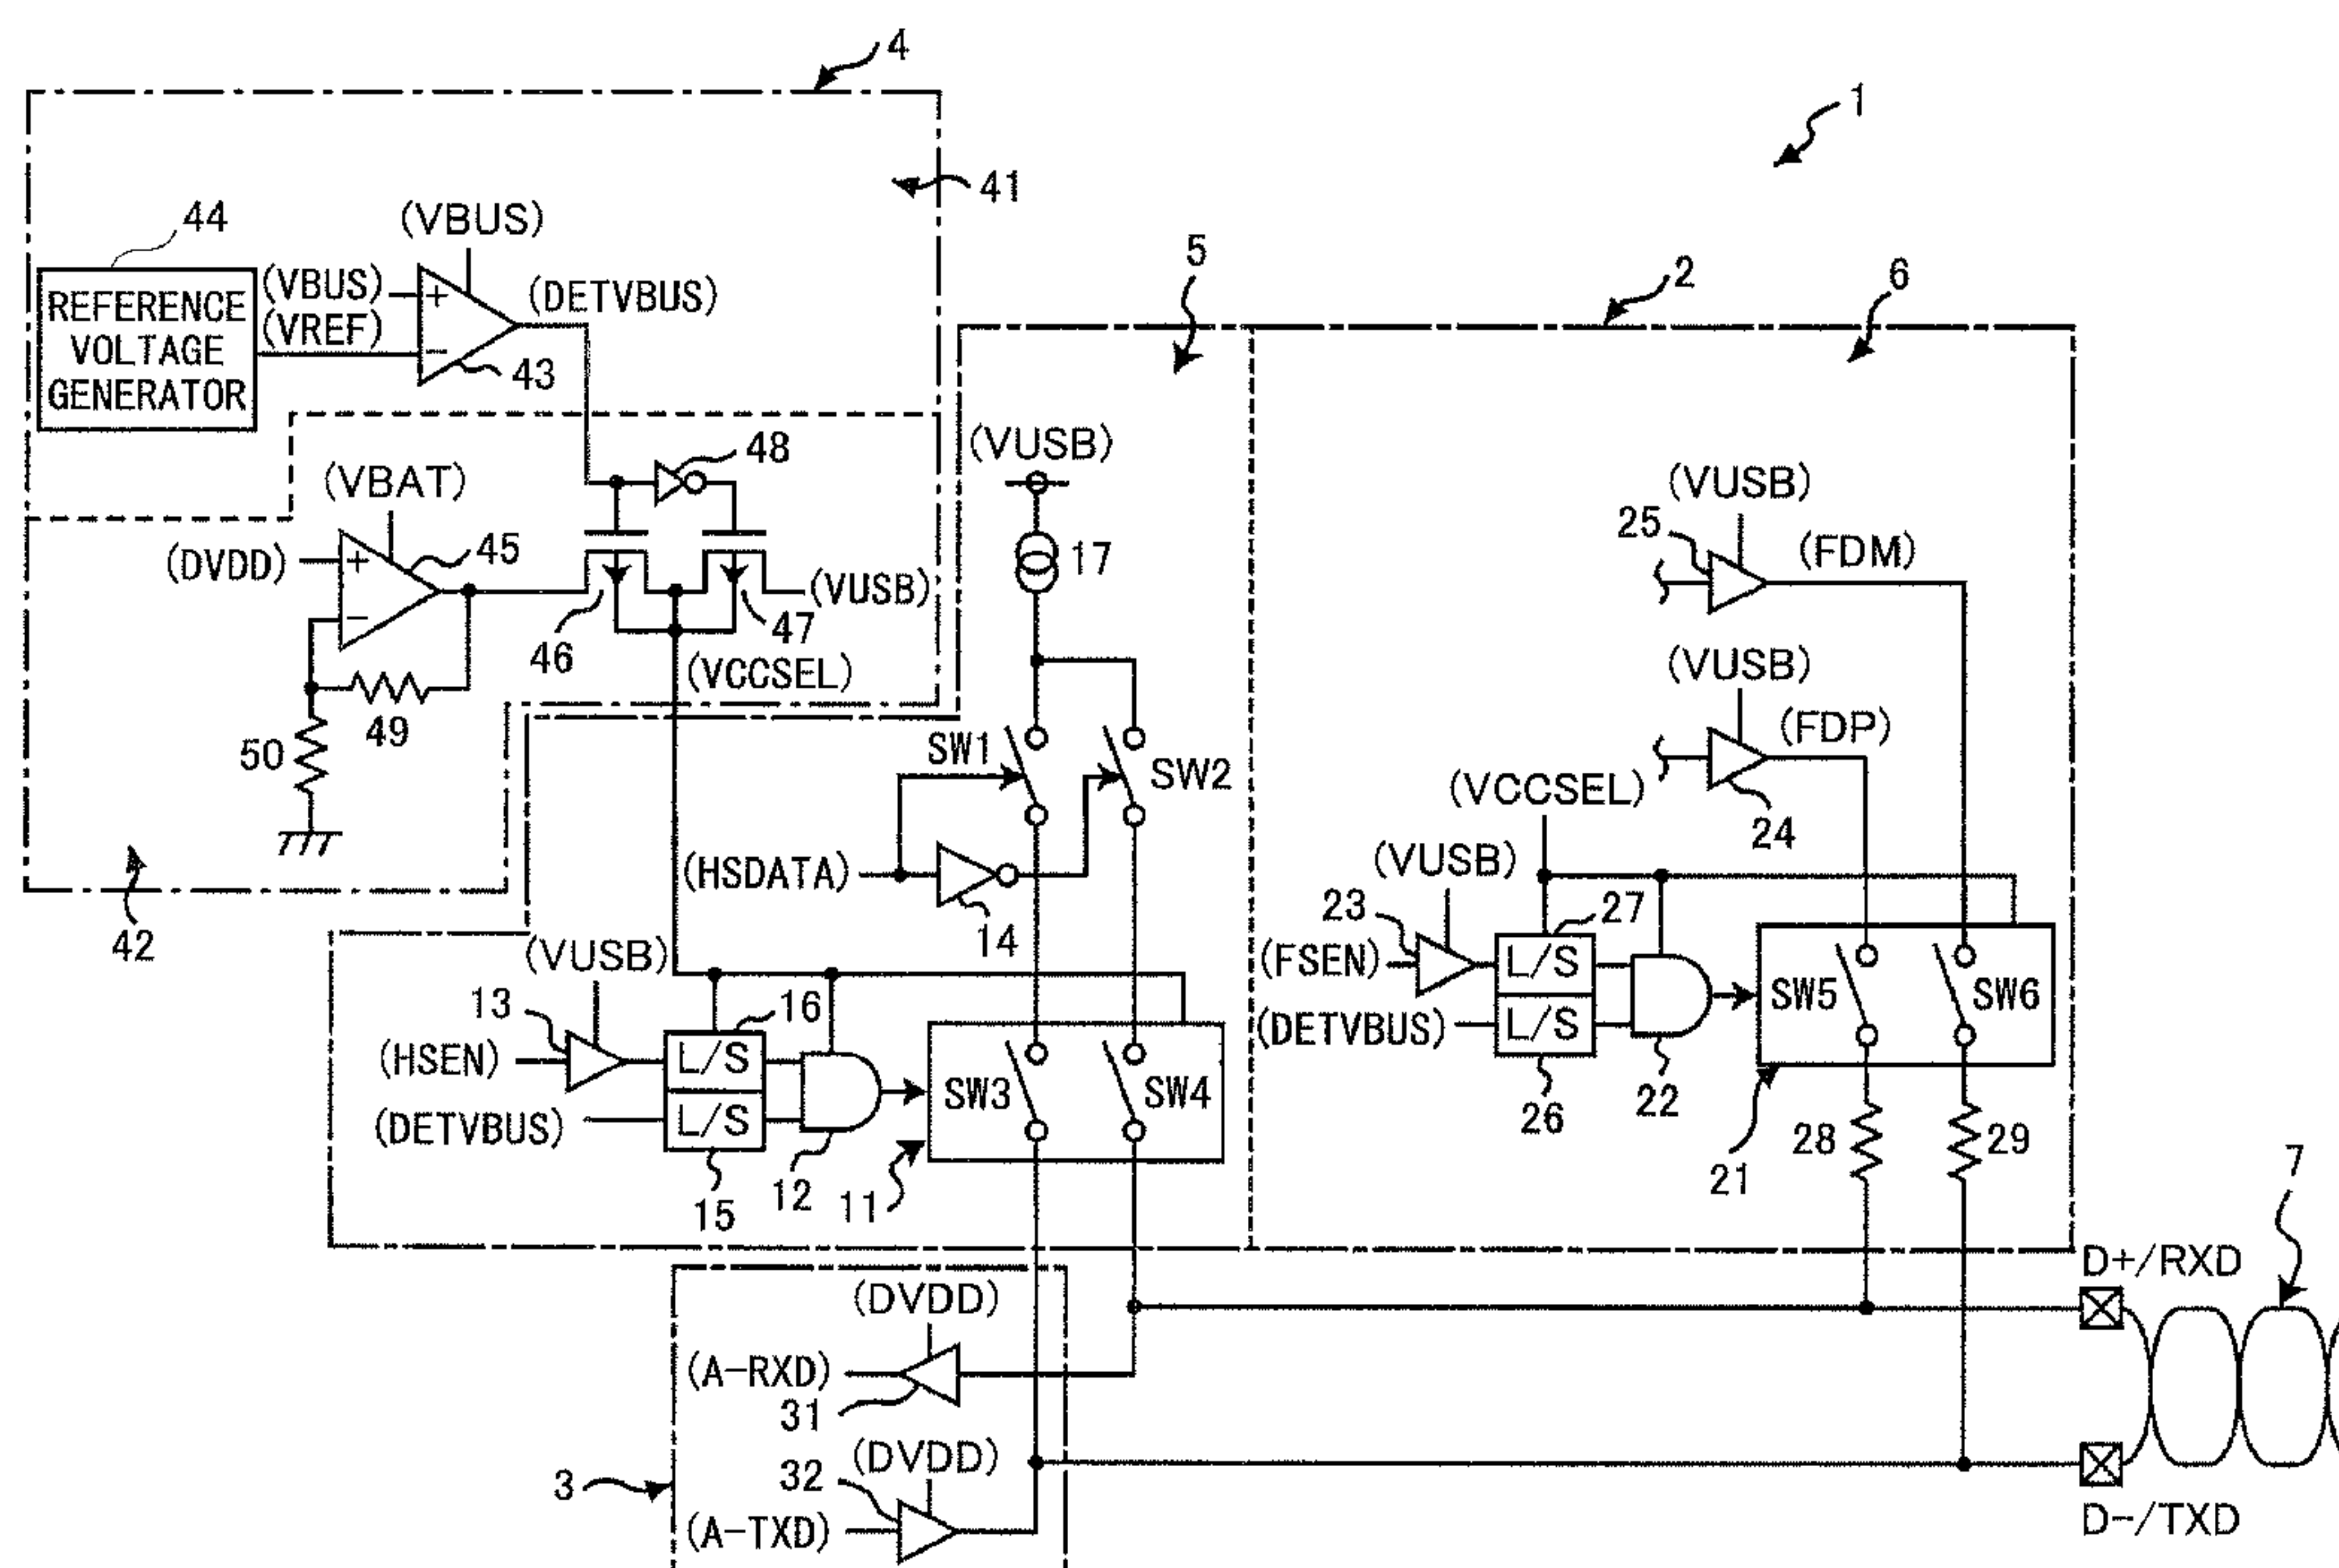 4
1
41
44
(VBUS)
5
2
6
REFERENCE
VOLTAGE
GENERATOR
(VBUS)
(VREF)
+
−
(DETVBUS)
43
48
(VUSB)
(VBAT)
(VUSB)
25
(FDM)
(DVDD)
+
−
45
17
(VUSB)
46
47
(VCCSEL)
(VUSB)
(FDP)
49
50
SW1
SW2
(VCCSEL)
24
(HSDATA)
14
(VUSB)
23
27
42
(VUSB)
(FSEN)
L/S
SW5
SW6
13
16
(DETVBUS)
L/S
(HSEN)
L/S
SW3
SW4
26
22
(DETVBUS)
L/S
28
29
15
12
11
21
7
D+/RXD
(DVDD)
(A-RXD)
31
(DVDD)
32
3
(A-TXD)
D-/TXD